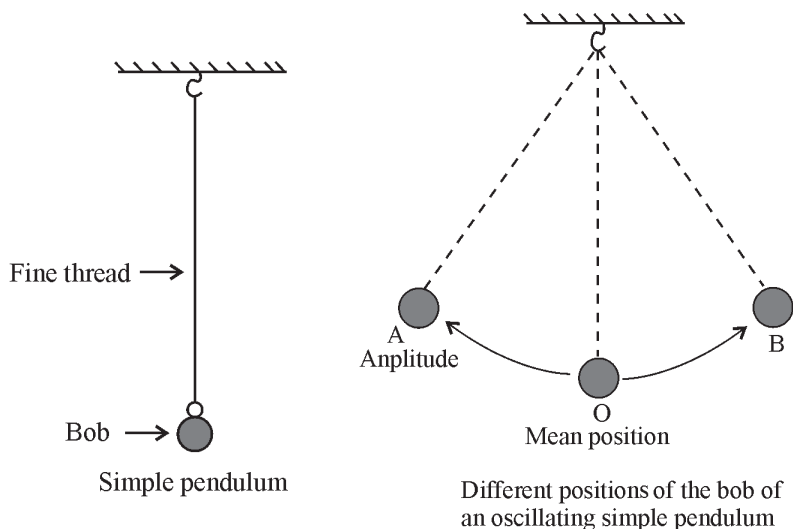 Fine thread
Bob
Simple pendulum
A
Anplitude
B
O
Mean position
Different positions of the bob of
an oscillating simple pendulum